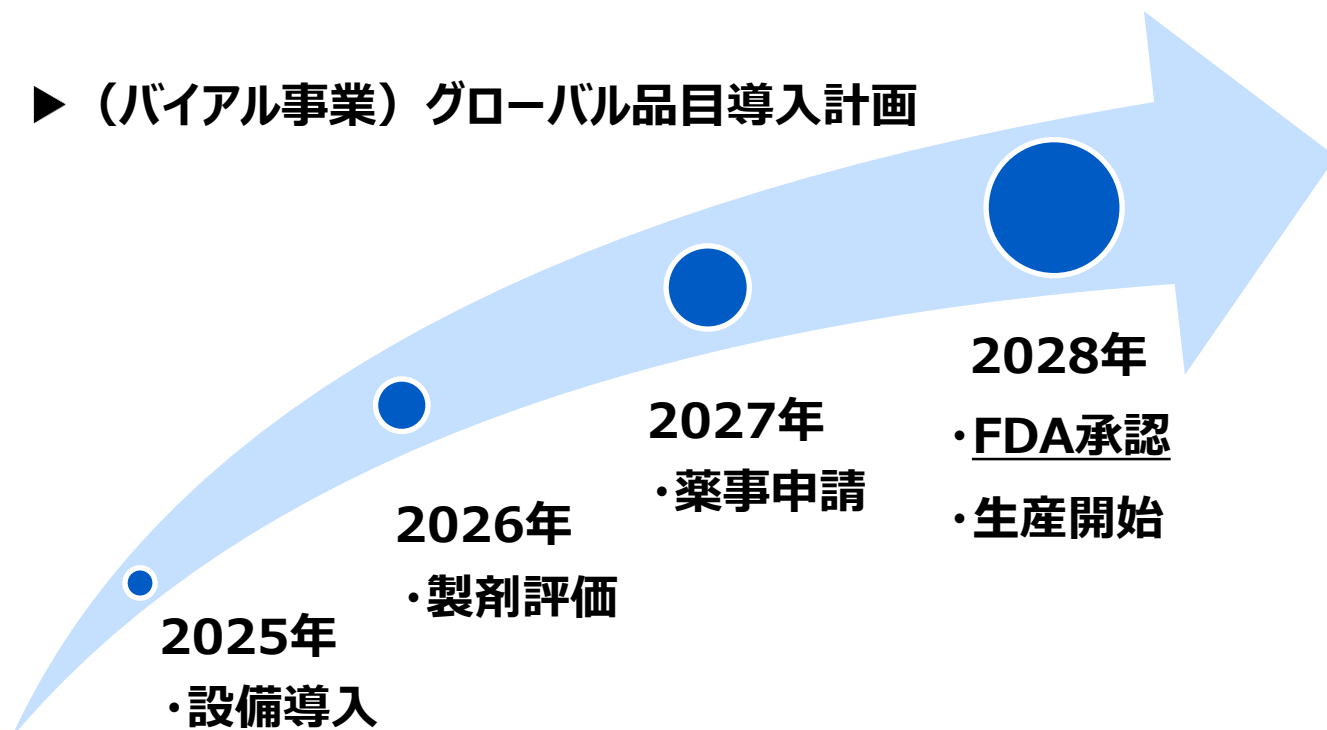 ▶（バイアル事業）グローバル品目導入計画
2025年
・設備導入
2026年
・製剤評価
2027年
・薬事申請
2028年
・FDA承認
・生産開始